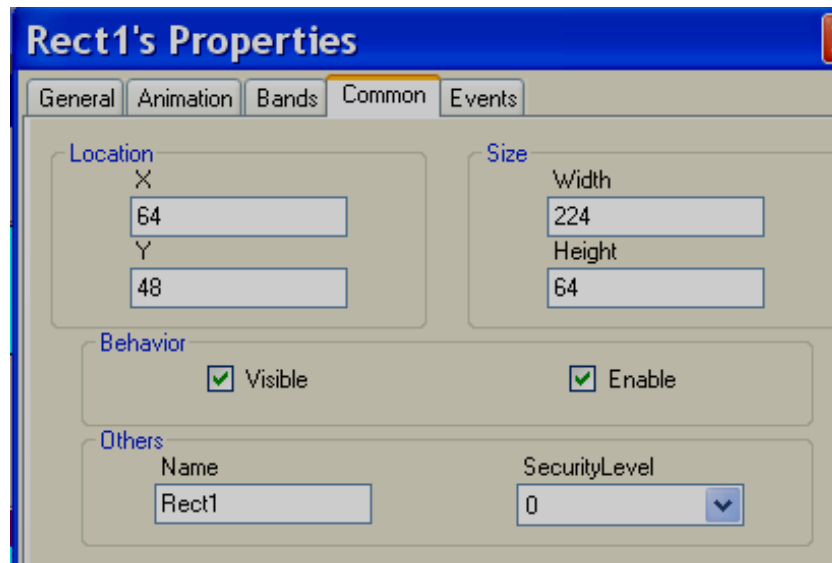 Rect1's Properties
General Animation Bands Common Events
Location
X
64
Y
48
Size
Width
224
Height
64
Behavior
Visible Enable
Others
Name
Rect1
SecurityLevel
0